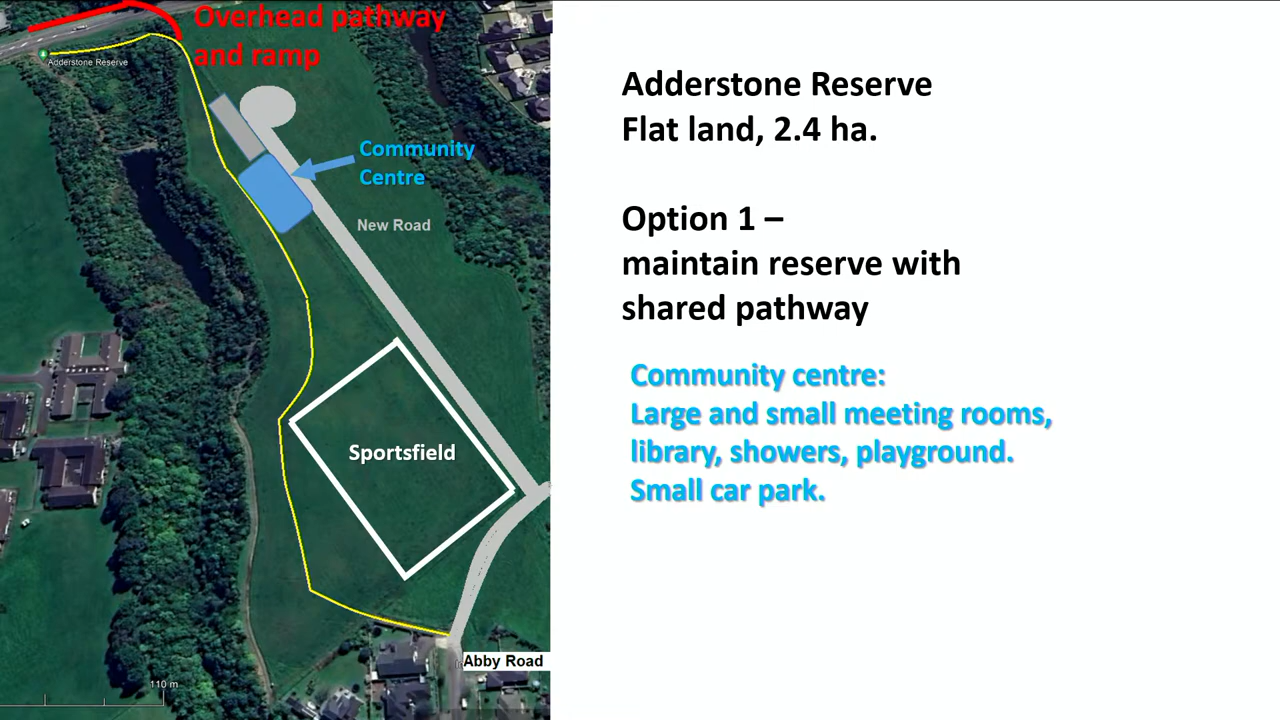 Overhead pathway
and ramp
Adderstone Reserve
Community
Centre
New Road
Sportsfield
Abby Road
110 m
Adderstone Reserve
Flat land, 2.4 ha.
Option 1 –
maintain reserve with
shared pathway
Community centre:
Large and small meeting rooms,
library, showers, playground.
Small car park.